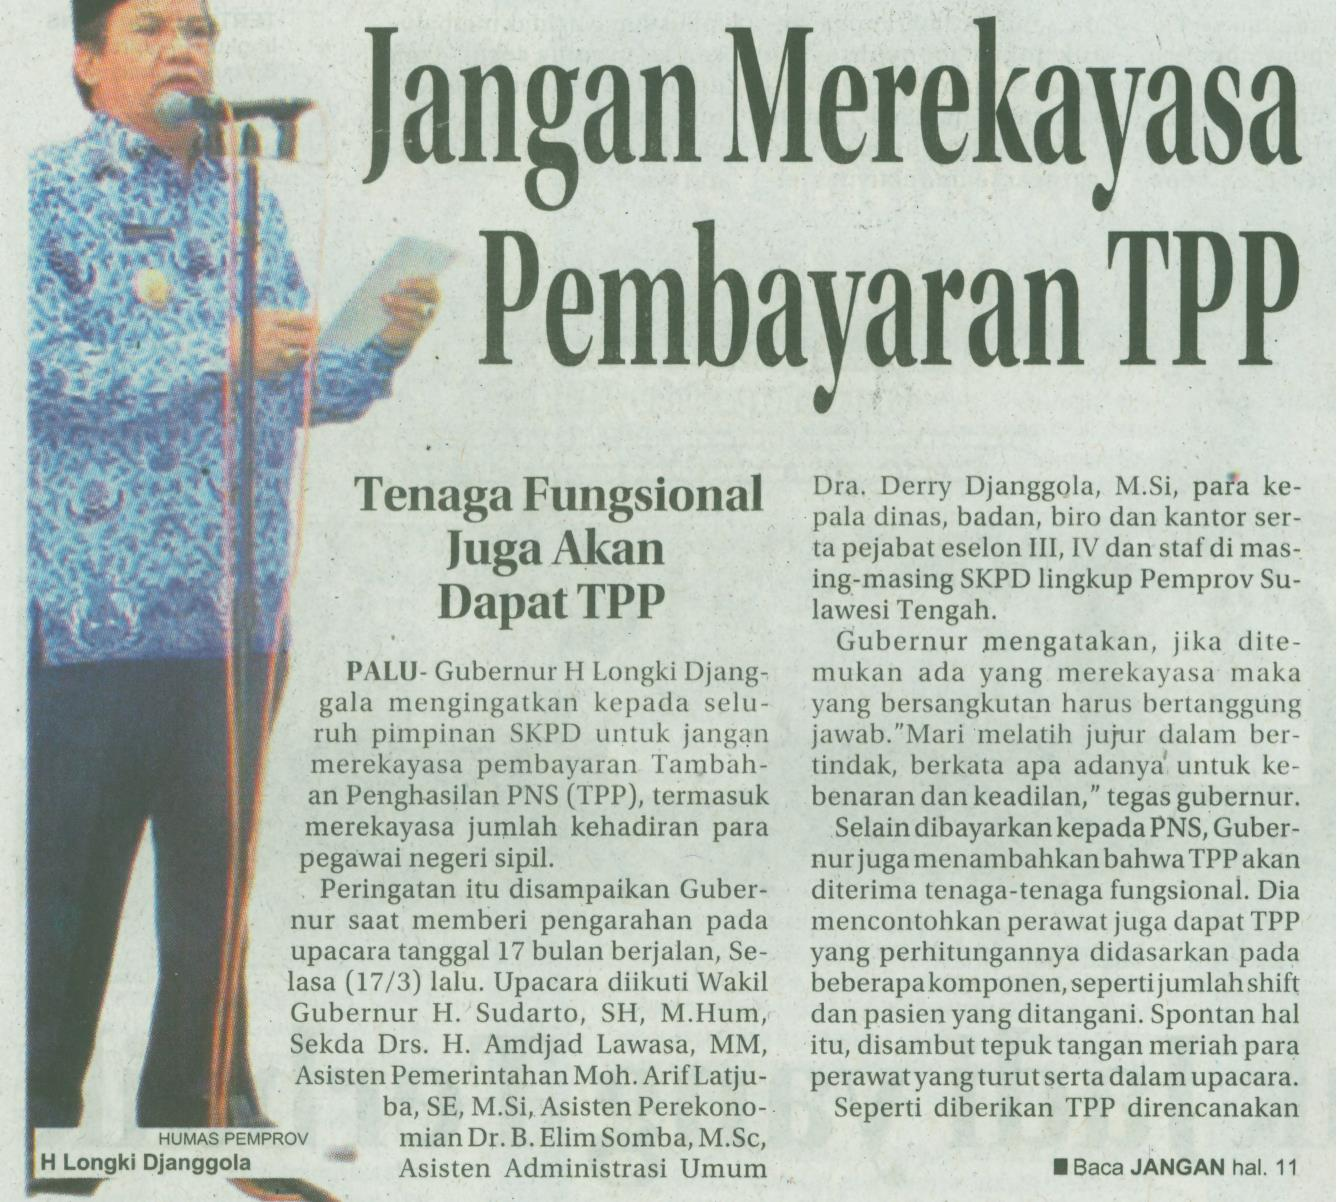 Jangan Merekayasa
Pembayaran TPP
Tenaga Fungsional
Juga Akan
Dapat TPP
PALU- Gubernur H Longki Djang-
gala mengingatkan kepada selu-
ruh pimpinan SKPD untuk jangan
merekayasa pembayaran Tambah-
an Penghasilan PNS (TPP), termasuk
merekayasa jumlah kehadiran para
pegawai negeri sipil.
Peringatan itu disampaikan Guber-
nur saat memberi pengarahan pada
upacara tanggal 17 bulan berjalan, Se-
lasa (17/3) lalu. Upacara diikuti Wakil
Gubernur H. Sudarto, SH, M.Hum,
Sekda Drs. H. Amdjad Lawasa, MM,
Asisten Pemerintahan Moh. Arif Latju-
ba, SE, M.Si, Asisten Perekono-
mian Dr. B. Elim Somba, M.Sc,
Asisten Administrasi Umum
Dra. Derry Djanggola, M.Si, para ke-
pala dinas, badan, biro dan kantor ser-
ta pejabat eselon III, IV dan staf di mas-
ing-masing SKPD lingkup Pemprov Su-
lawesi Tengah.
Gubernur mengatakan, jika dite-
mukan ada yang merekayasa maka
yang bersangkutan harus bertanggung
jawab."Mari melatih jujur dalam ber-
tindak, berkata apa adanya untuk ke-
benaran dan keadilan," tegas gubernur.
Selain dibayarkan kepada PNS, Guber-
nur juga menambahkan bahwa TPP akan
diterima tenaga-tenaga fungsional. Dia
mencontohkan perawat juga dapat TPP
yang perhitungannya didasarkan pada
beberapa komponen, seperti jumlah shift
dan pasien yang ditangani. Spontan hal
itu, disambut tepuk tangan meriah para
perawat yang turut serta dalam upacara.
Seperti diberikan TPP direncanakan
■ Baca JANGAN hal. 11
HUMAS PEMPROV
H Longki Djanggola